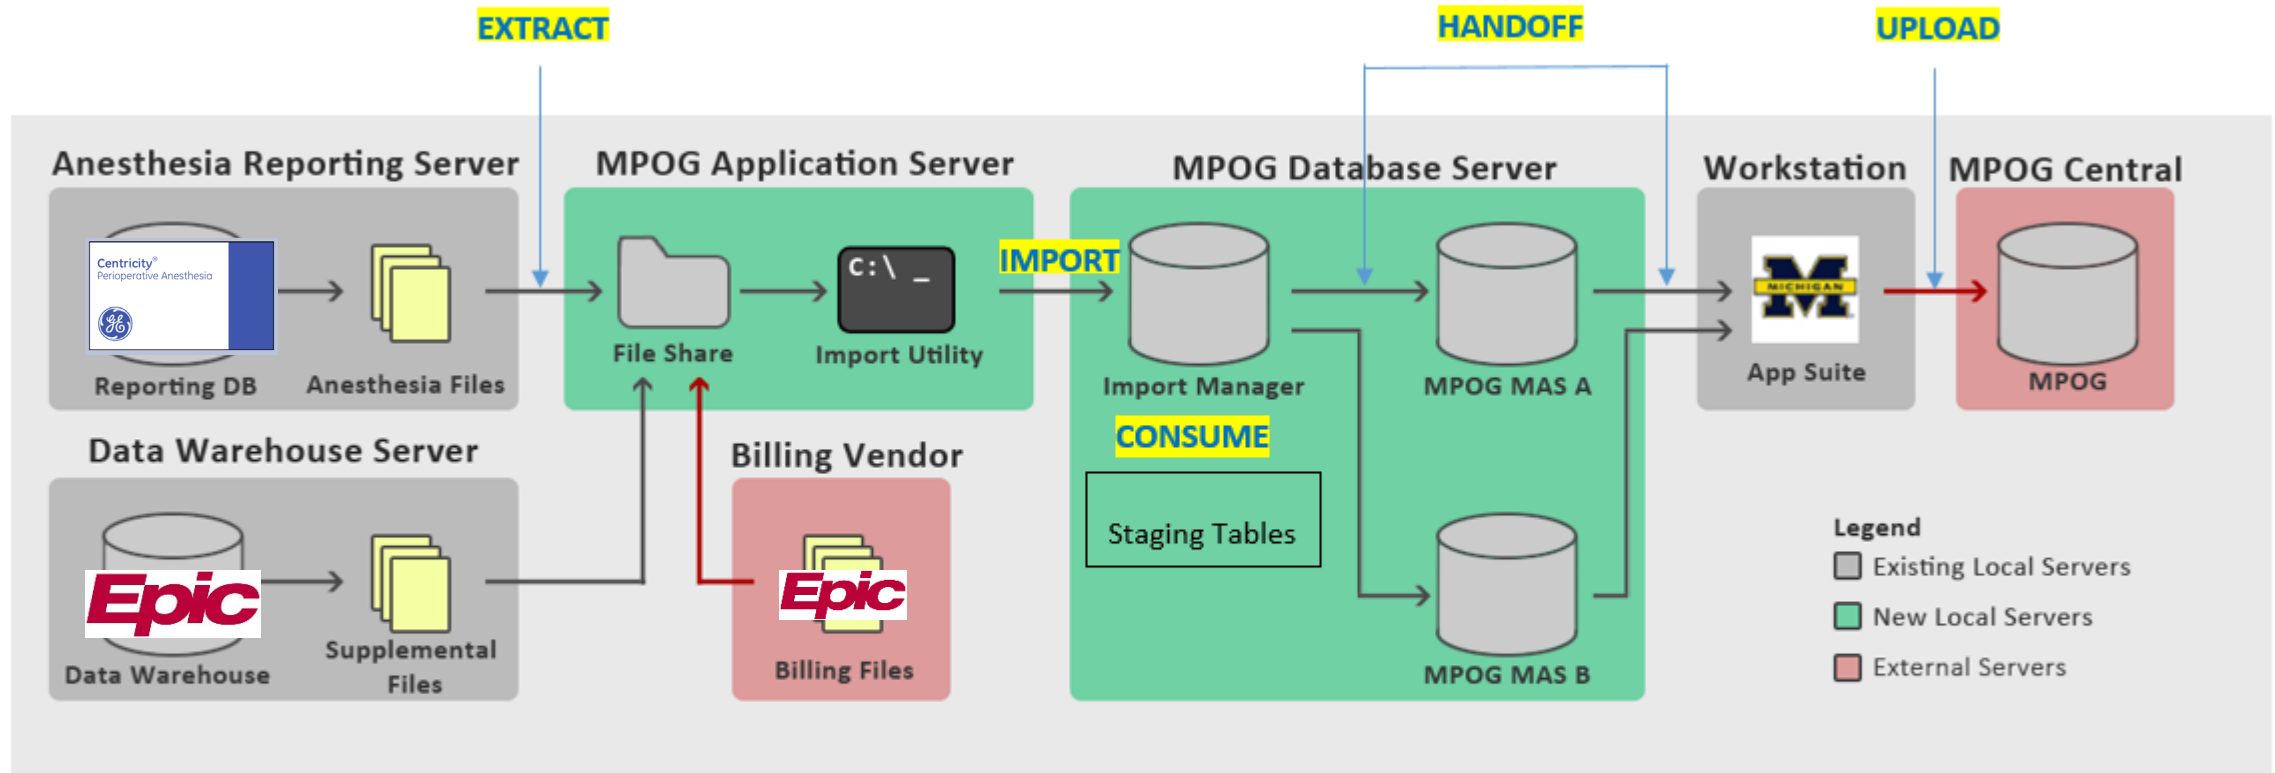 EXTRACT
HANDOFF
UPLOAD
Anesthesia Reporting Server
MPOG Application Server
MPOG Database Server
Workstation
MPOG Central
Centricity®
Perioperative Anesthesia
GE
Reporting DB
Anesthesia Files
File Share
C:\ _
Import Utility
IMPORT
Import Manager
MPOG MAS A
M
MICHIGAN
App Suite
MPOG
CONSUME
Staging Tables
Data Warehouse Server
Epic
Data Warehouse
Supplemental
Files
Billing Vendor
Epic
Billing Files
MPOG MAS B
Legend
Existing Local Servers
New Local Servers
External Servers